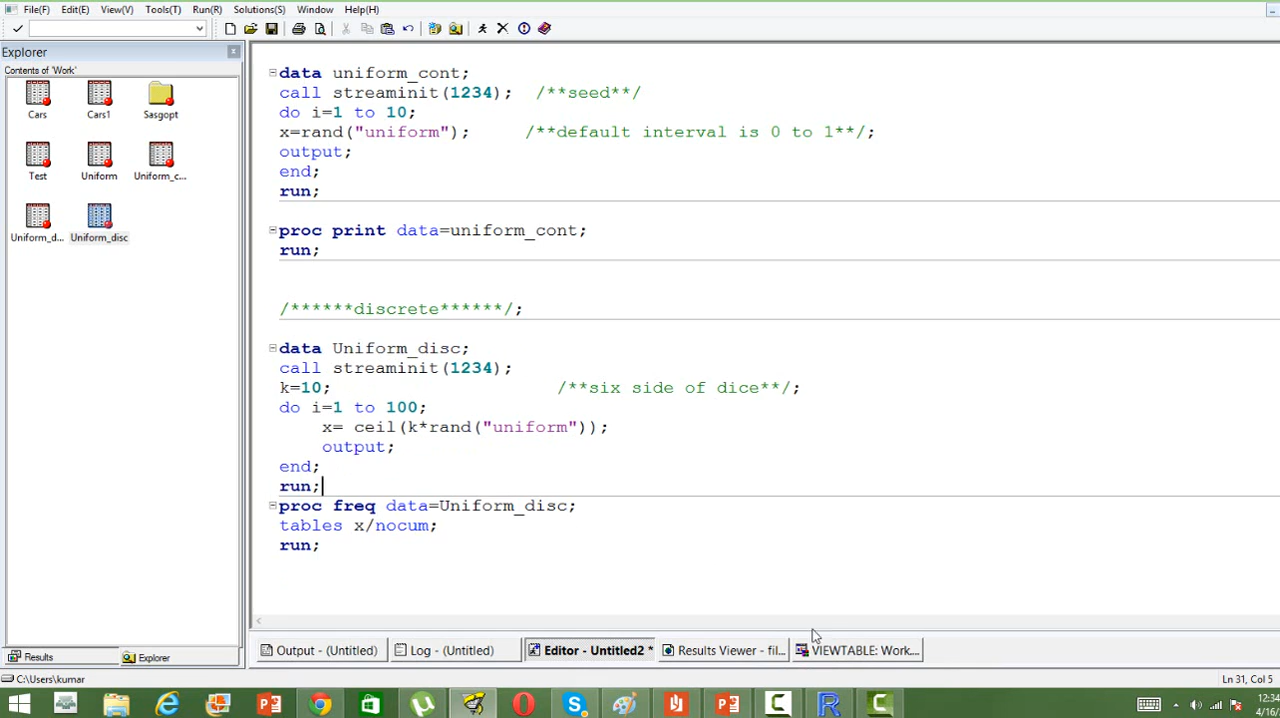 File(F) Edit(E) View(V) Tools(T) Run(R) Solutions(S) Window Help(H)
Explorer
Contents of 'Work'
Cars Cars1 Sasgopt
Test Uniform Uniform_c...
Uniform_d... Uniform_disc
data uniform_cont;
call streaminit(1234); /**seed**/
do i=1 to 10;
x=rand("uniform"); /**default interval is 0 to 1**/;
output;
end;
run;
proc print data=uniform_cont;
run;
/******discrete******/;
data Uniform_disc;
call streaminit(1234);
k=10; /**six side of dice**/;
do i=1 to 100;
x= ceil(k*rand("uniform"));
output;
end;
run;
proc freq data=Uniform_disc;
tables x/nocum;
run;
Results Explorer
Output - (Untitled) Log - (Untitled) Editor - Untitled2 * Results Viewer - fil... VIEWTABLE: Work....
C:\Users\kumar Ln 31, Col 5
12:34
4/16/